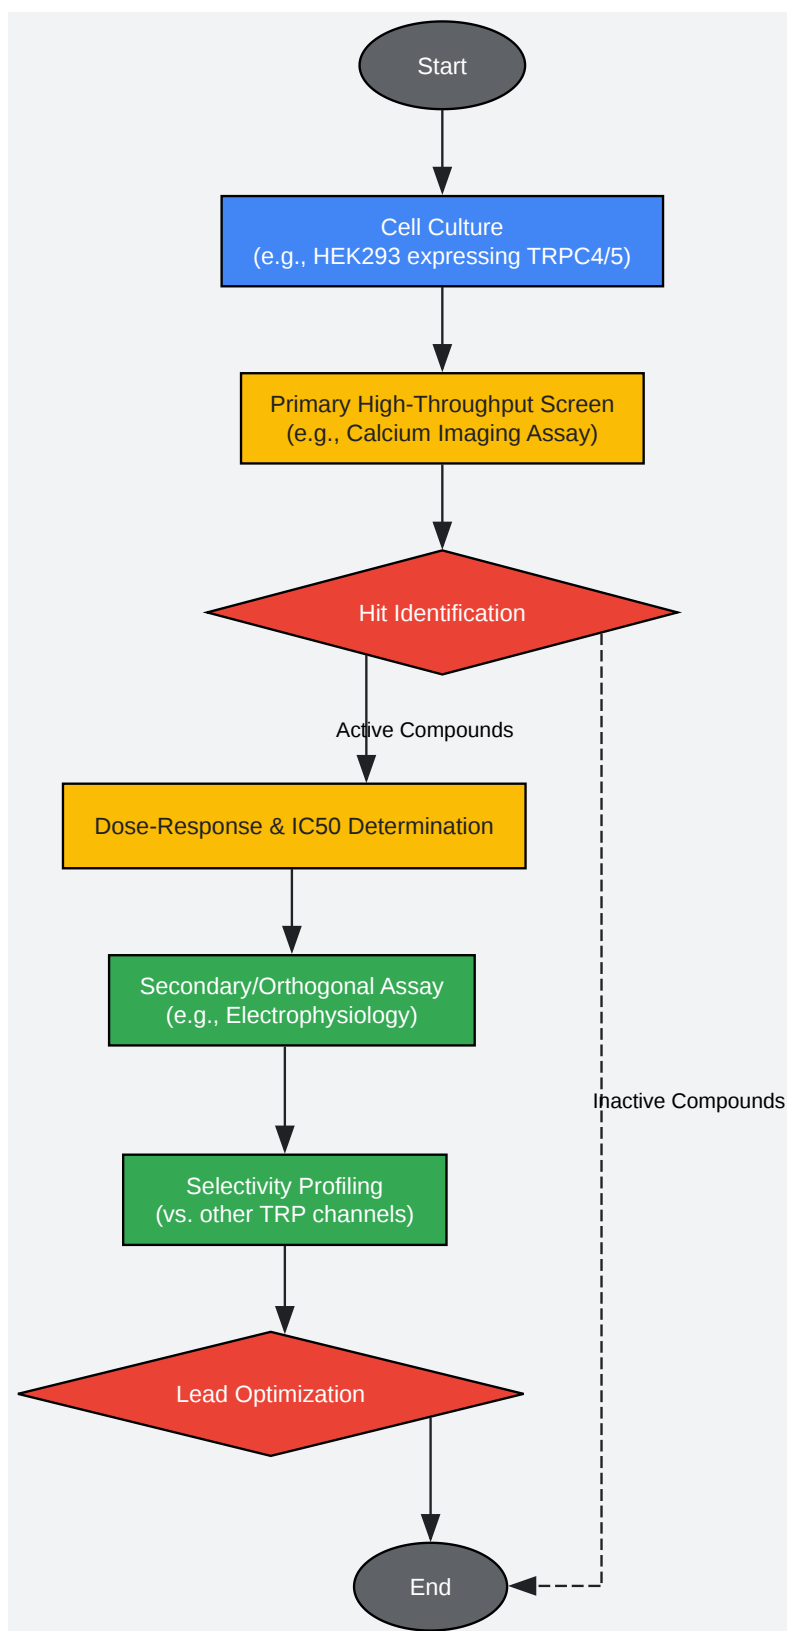 Start
Cell Culture
(e.g., HEK293 expressing TRPC4/5)
Primary High-Throughput Screen
(e.g., Calcium Imaging Assay)
Hit Identification
Active Compounds
Dose-Response & IC50 Determination
Secondary/Orthogonal Assay
(e.g., Electrophysiology)
Inactive Compounds
Selectivity Profiling
(vs. other TRP channels)
Lead Optimization
End